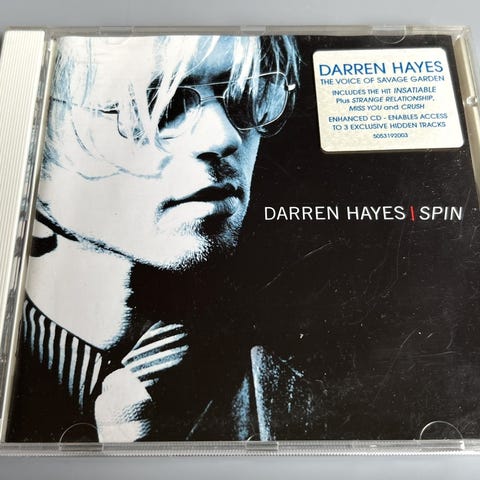 DARREN HAYES
THE VOICE OF SAVAGE GARDEN
INCLUDES THE HIT INSATIABLE
Plus STRANGE RELATIONSHIP,
MISS YOU and CRUSH
ENHANCED CD - ENABLES ACCESS
TO 3 EXCLUSIVE HIDDEN TRACKS
5053192003
DARREN HAYES | SPIN